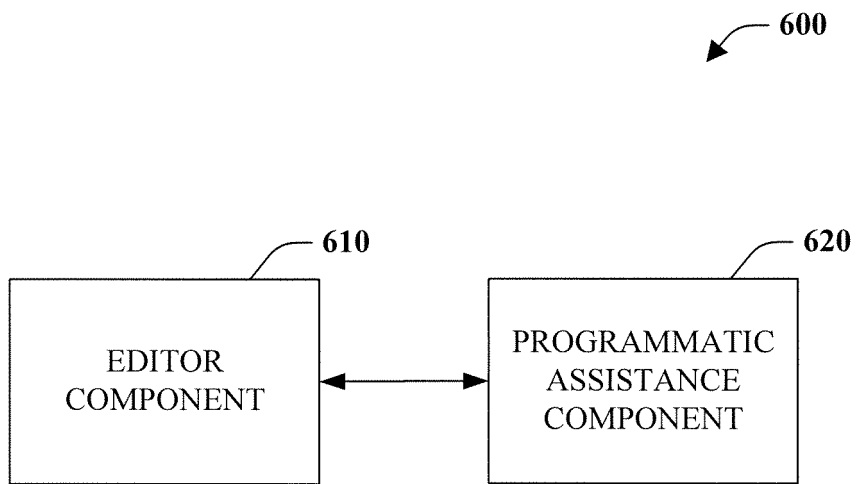 600
610
620
EDITOR
COMPONENT
PROGRAMMATIC
ASSISTANCE
COMPONENT